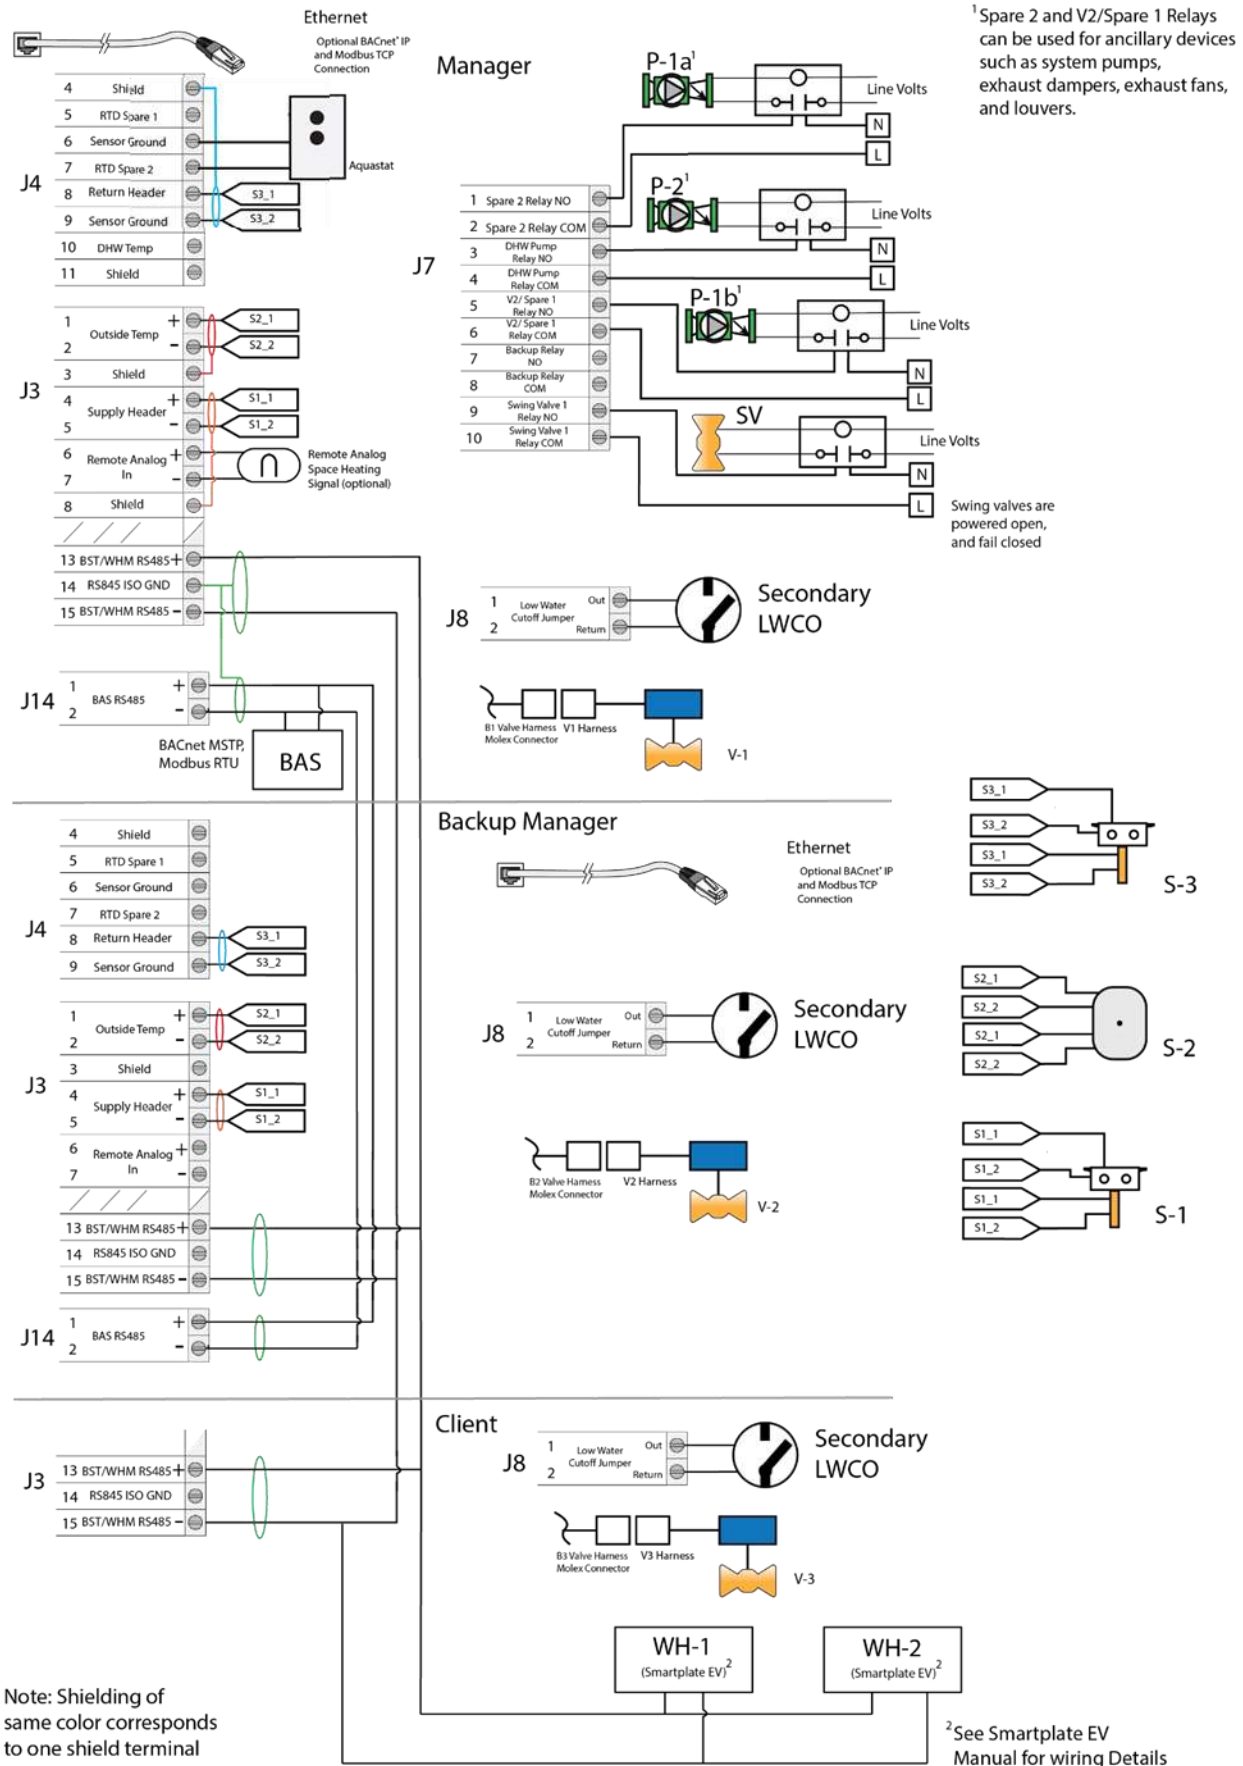 Ethernet
Optional BACnet® IP
and Modbus TCP
Connection
Manager
¹Spare 2 and V2/Spare 1 Relays
can be used for ancillary devices
such as system pumps,
exhaust dampers, exhaust fans,
and louvers.
J4
4 Shield
5 RTD Spare 1
6 Sensor Ground
7 RTD Spare 2
8 Return Header
9 Sensor Ground
10 DHW Temp
11 Shield
Aquastat
S3_1
S3_2
J3
1 +
Outside Temp
2 -
3 Shield
4 +
Supply Header
5 -
6 +
Remote Analog
In
7 -
8 Shield
13 BST/WHM RS485 +
14 RS845 ISO GND
15 BST/WHM RS485 -
S2_1
S2_2
S1_1
S1_2
Remote Analog
Space Heating
Signal (optional)
J14
1 +
BAS RS485
2 -
BACnet MSTP,
Modbus RTU
BAS
J7
1 Spare 2 Relay NO
2 Spare 2 Relay COM
3 DHW Pump
Relay NO
4 DHW Pump
Relay COM
5 V2/ Spare 1
Relay NO
6 V2/ Spare 1
Relay COM
7 Backup Relay
NO
8 Backup Relay
COM
9 Swing Valve 1
Relay NO
10 Swing Valve 1
Relay COM
P-1a¹
Line Volts
N
L
P-2¹
Line Volts
N
L
P-1b¹
Line Volts
N
L
SV
Line Volts
N
L
Swing valves are
powered open,
and fail closed
J8
1 Out
Low Water
Cutoff Jumper
2 Return
Secondary
LWCO
B1 Valve Harness
Molex Connector
V1 Harness
V-1
Backup Manager
Ethernet
Optional BACnet® IP
and Modbus TCP
Connection
J4
4 Shield
5 RTD Spare 1
6 Sensor Ground
7 RTD Spare 2
8 Return Header
9 Sensor Ground
S3_1
S3_2
J3
1 +
Outside Temp
2 -
3 Shield
4 +
Supply Header
5 -
6 +
Remote Analog
In
7 -
13 BST/WHM RS485 +
14 RS845 ISO GND
15 BST/WHM RS485 -
S2_1
S2_2
S1_1
S1_2
J14
1 +
BAS RS485
2 -
J8
1 Out
Low Water
Cutoff Jumper
2 Return
Secondary
LWCO
B2 Valve Harness
Molex Connector
V2 Harness
V-2
S3_1
S3_2
S3_1
S3_2
S-3
S2_1
S2_2
S2_1
S2_2
S-2
S1_1
S1_2
S1_1
S1_2
S-1
Client
J3
13 BST/WHM RS485 +
14 RS845 ISO GND
15 BST/WHM RS485 -
J8
1 Out
Low Water
Cutoff Jumper
2 Return
Secondary
LWCO
B3 Valve Harness
Molex Connector
V3 Harness
V-3
WH-1
(Smartplate EV)²
WH-2
(Smartplate EV)²
Note: Shielding of
same color corresponds
to one shield terminal
²See Smartplate EV
Manual for wiring Details